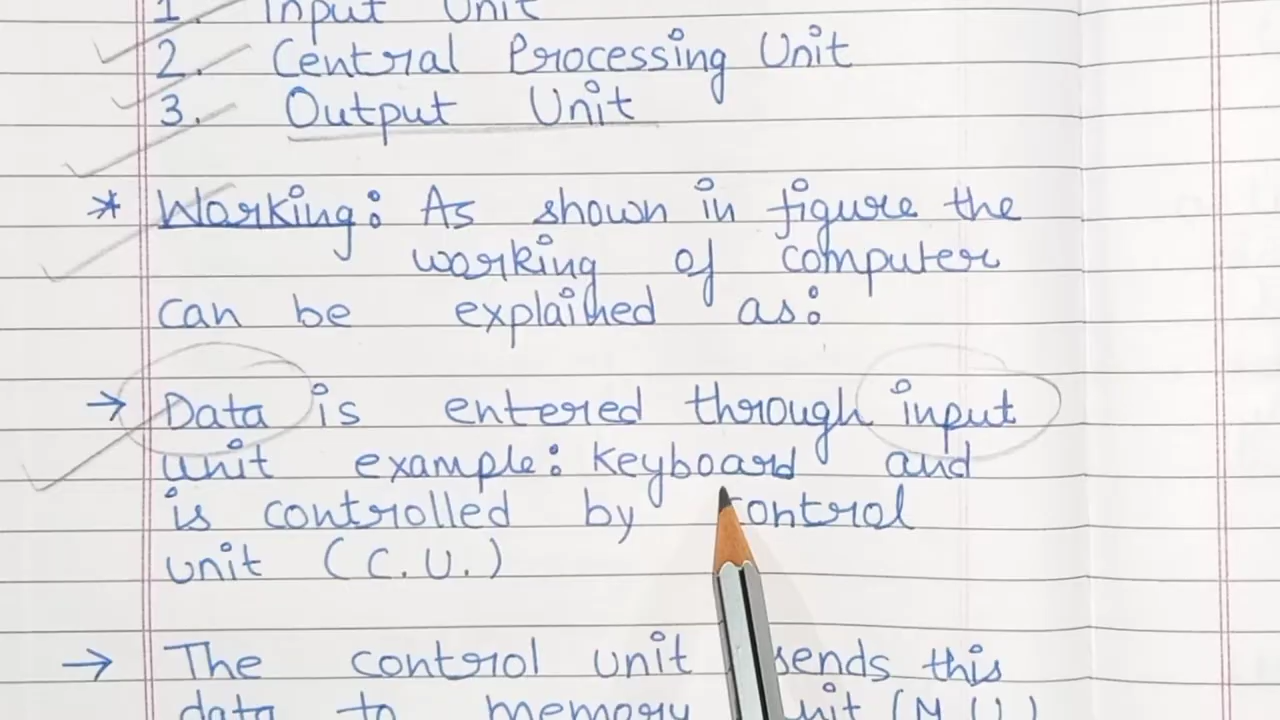 1. Input Unit
2. Central Processing Unit
3. Output Unit
* Working: As shown in figure the
working of computer
can be explained as:
→ Data is entered through input
unit example: Keyboard and
is controlled by control
unit (C.U.)
→ The control unit sends this
data to memory unit (M.U.)